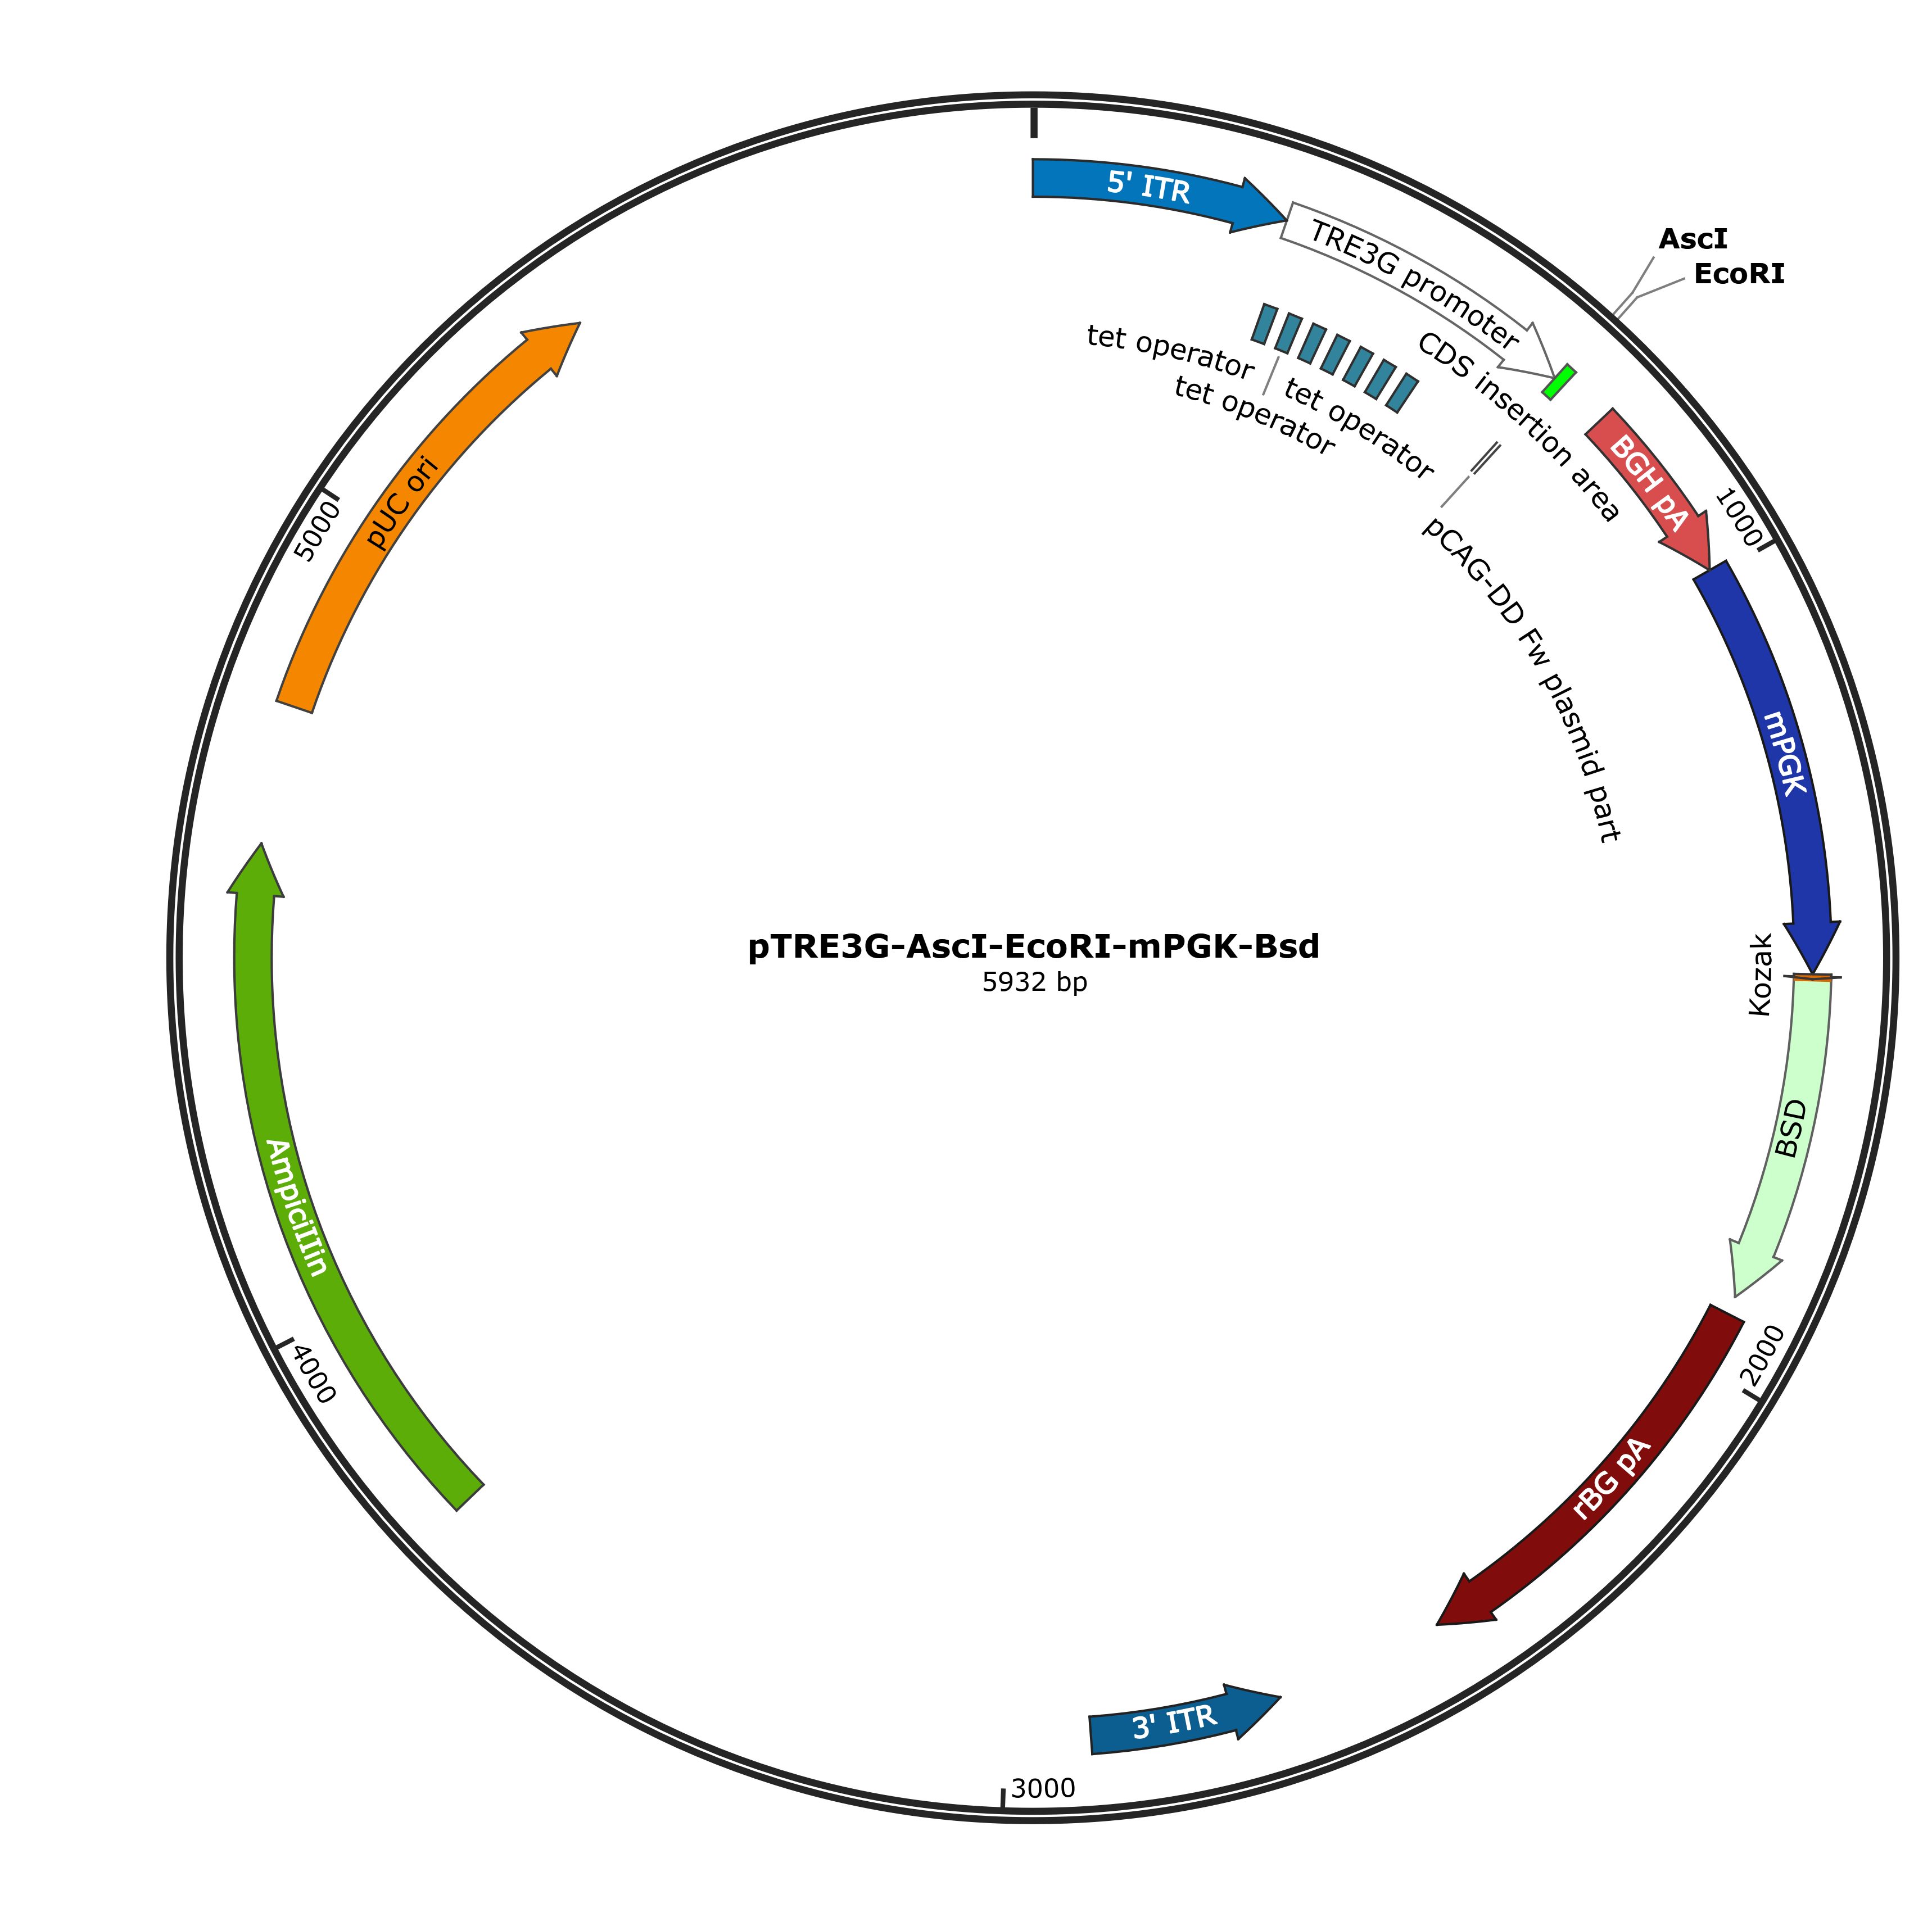 5' ITR
TRE3G promoter
AscI
EcoRI
tet operator
tet operator
tet operator
CDS insertion area
BGH pA
1000
pCAG-DD Fw plasmid part
mPGK
Kozak
BSD
2000
rBG pA
3' ITR
3000
4000
AmpiciIin
5000
pUC ori
pTRE3G-AscI-EcoRI-mPGK-Bsd
5932 bp